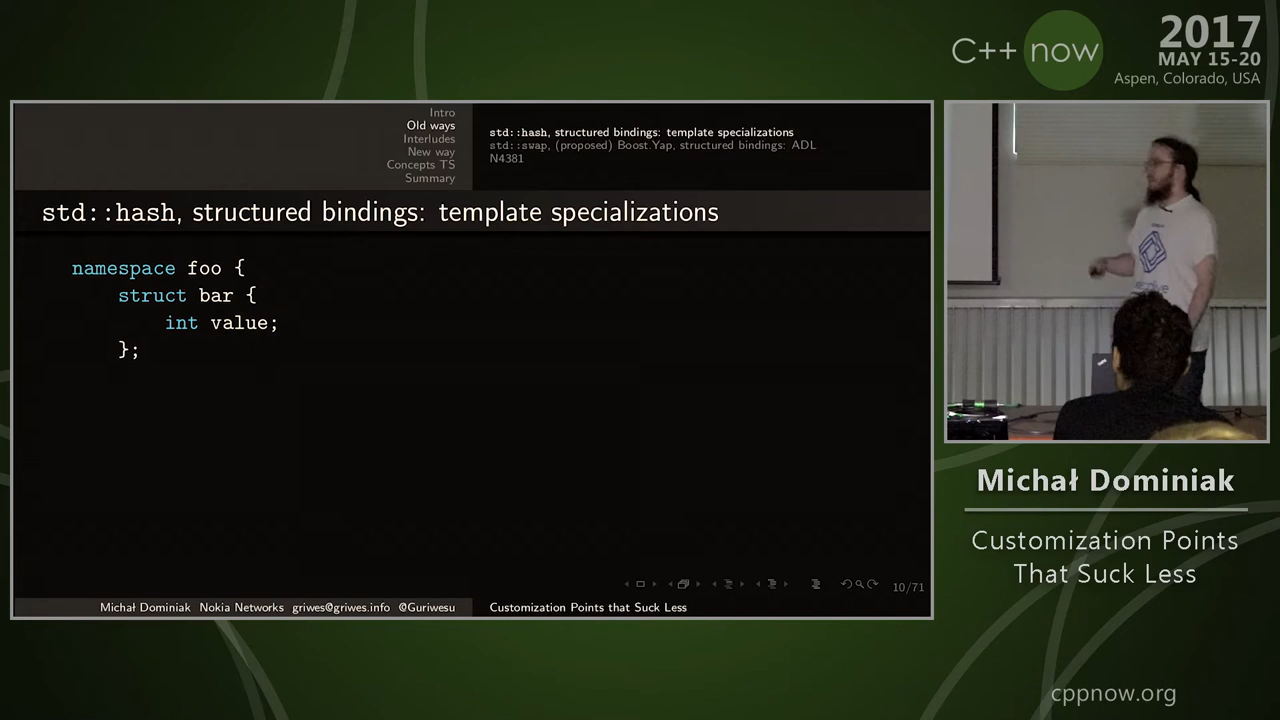 C++ now
2017
MAY 15-20
Aspen, Colorado, USA
Intro
Old ways
Interludes
New way
Concepts TS
Summary
std::hash, structured bindings: template specializations
std::swap, (proposed) Boost.Yap, structured bindings: ADL
N4381
std::hash, structured bindings: template specializations
namespace foo {
struct bar {
int value;
};
10/71
Michał Dominiak Nokia Networks griwes@griwes.info @Guriwesu
Customization Points that Suck Less
Michał Dominiak
Customization Points
That Suck Less
cppnow.org